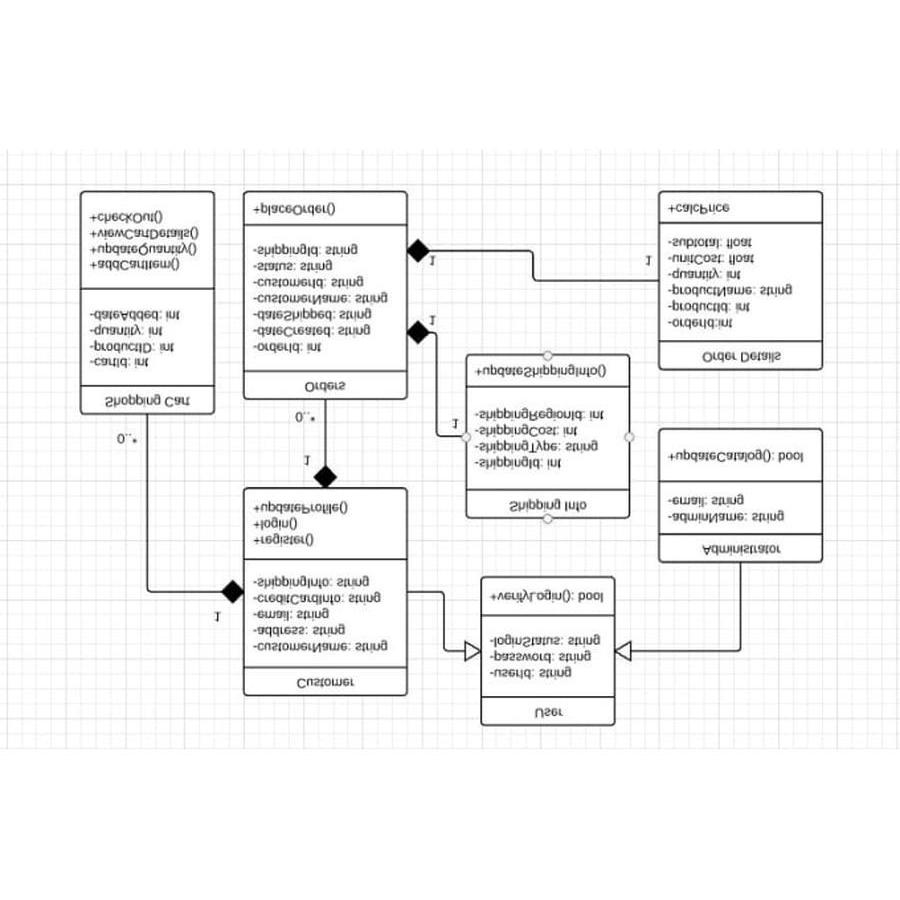 User
-userId: string
-password: string
-loginStatus: string
+verifyLogin(): bool
Customer
-customerName: string
-address: string
-email: string
-creditCardInfo: string
-shippingInfo: string
+register()
+login()
+updateProfile()
1
1
Administrator
-adminName: string
-email: string
+updateCatalog(): bool
Shipping Info
-shippingId: int
-shippingType: string
-shippingCost: int
-shippingRegionId: int
+updateShippingInfo()
1
0..*
0..*
Shopping Cart
-cartId: int
-productID: int
-quantity: int
-dateAdded: int
+addCartItem()
+updateQuantity()
+viewCartDetails()
+checkOut()
Orders
-orderId: int
-dateCreated: string
-dateShipped: string
-customerName: string
-customerId: string
-status: string
-shippingId: string
+placeOrder()
1
1
1
Order Details
-orderId:int
-productId: int
-productName: string
-quantity: int
-unitCost: float
-subtotal: float
+calcPrice